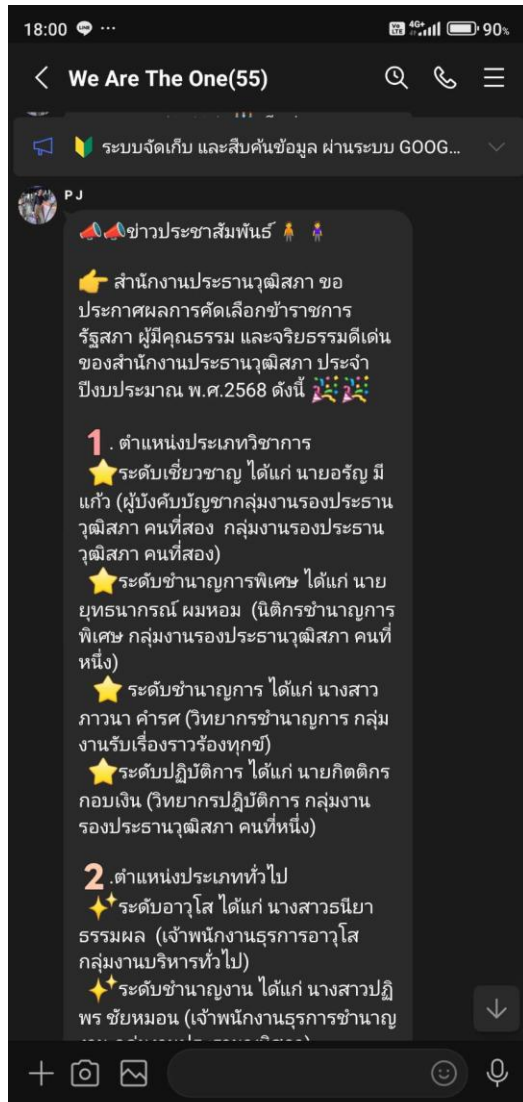 18:00
Vo LTE 4G+ 90%
We Are The One(55)
🔰 ระบบจัดเก็บ และสืบค้นข้อมูล ผ่านระบบ GOOG...
P J
📣📣ข่าวประชาสัมพันธ์ 🧍 🧍‍♀️
👉 สำนักงานประธานวุฒิสภา ขอ
ประกาศผลการคัดเลือกข้าราชการ
รัฐสภา ผู้มีคุณธรรม และจริยธรรมดีเด่น
ของสำนักงานประธานวุฒิสภา ประจำ
ปีงบประมาณ พ.ศ.2568 ดังนี้ 🎉🎉
1 . ตำแหน่งประเภทวิชาการ
⭐ระดับเชี่ยวชาญ ได้แก่ นายอรัญ มี
แก้ว (ผู้บังคับบัญชากลุ่มงานรองประธาน
วุฒิสภา คนที่สอง กลุ่มงานรองประธาน
วุฒิสภา คนที่สอง)
⭐ระดับชำนาญการพิเศษ ได้แก่ นาย
ยุทธนากรณ์ ผมหอม (นิติกรชำนาญการ
พิเศษ กลุ่มงานรองประธานวุฒิสภา คนที่
หนึ่ง)
⭐ ระดับชำนาญการ ได้แก่ นางสาว
ภาวนา คำรศ (วิทยากรชำนาญการ กลุ่ม
งานรับเรื่องราวร้องทุกข์)
⭐ระดับปฏิบัติการ ได้แก่ นายกิตติกร
กอบเงิน (วิทยากรปฎิบัติการ กลุ่มงาน
รองประธานวุฒิสภา คนที่หนึ่ง)
2 .ตำแหน่งประเภททั่วไป
✨ระดับอาวุโส ได้แก่ นางสาวธนียา
ธรรมผล (เจ้าพนักงานธุรการอาวุโส
กลุ่มงานบริหารทั่วไป)
✨ระดับชำนาญงาน ได้แก่ นางสาวปฏิ
พร ชัยหมอน (เจ้าพนักงานธุรการชำนาญ